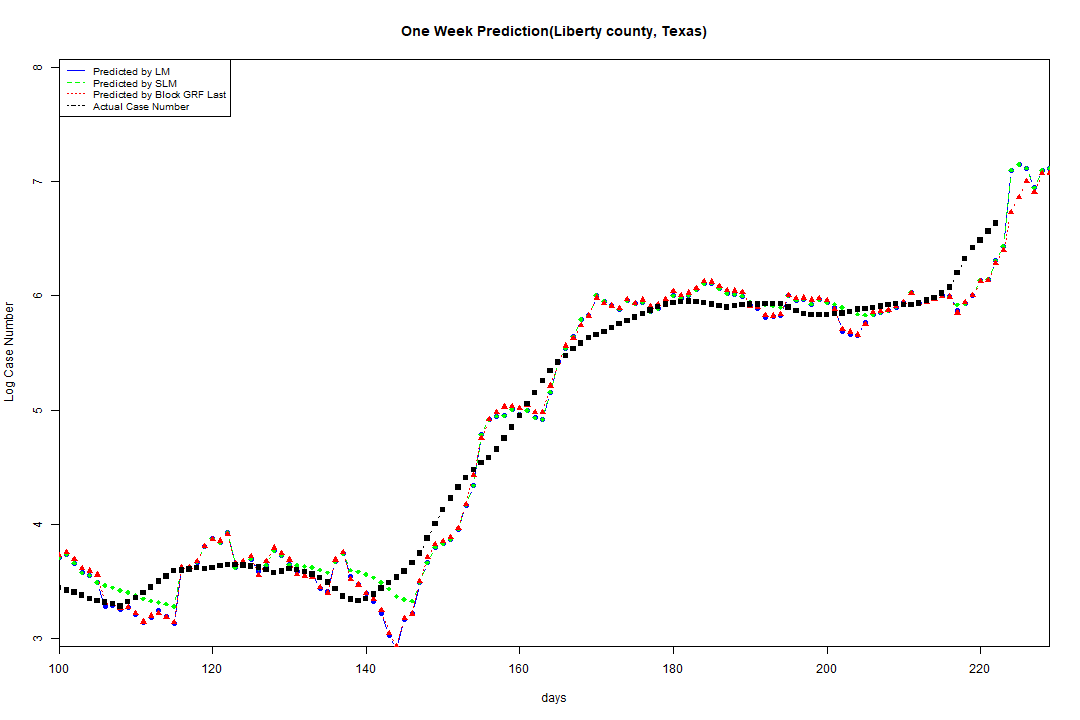 One Week Prediction(Liberty county, Texas)
Predicted by LM
Predicted by SLM
Predicted by Block GRF Last
Actual Case Number
8
7
6
5
4
3
Log Case Number
100 120 140 160 180 200 220
days